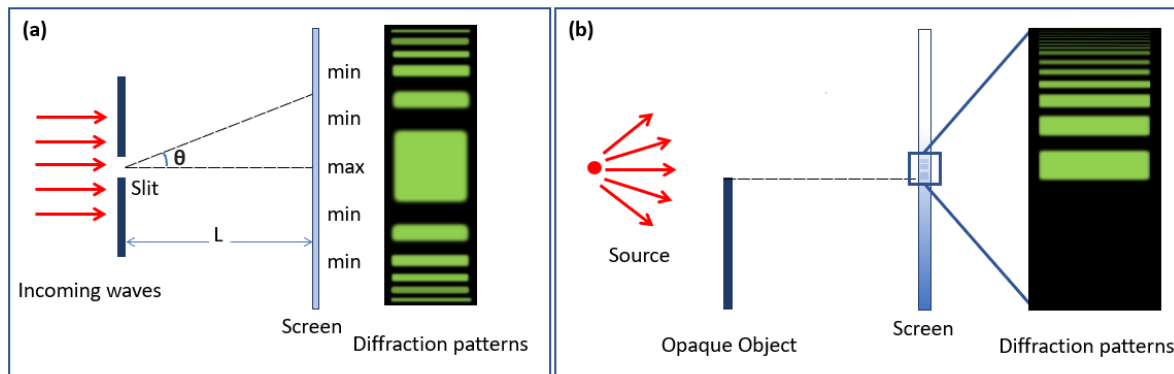 (a)
min
min
θ
max
Slit
min
L
min
Incoming waves
Screen
Diffraction patterns
(b)
Source
Opaque Object
Screen
Diffraction patterns